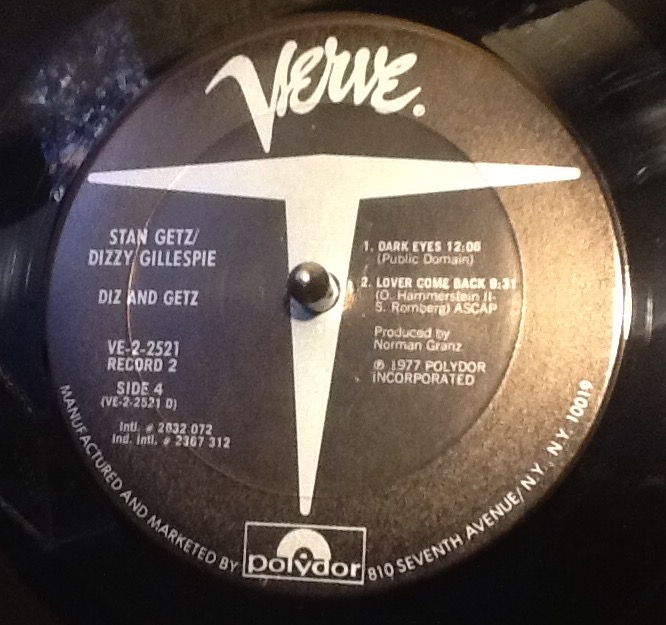 Verve.
STAN GETZ/
DIZZY GILLESPIE
DIZ AND GETZ
VE-2-2521
RECORD 2
SIDE 4
(VE-2-2521 D)
Intl. # 2632 072
Ind. Intl. # 2367 312
1. DARK EYES 12:06
(Public Domain)
2. LOVER COME BACK 9:31
(O. Hammerstein II-
S. Romberg) ASCAP
Produced by
Norman Granz
℗ 1977 POLYDOR
INCORPORATED
MANUFACTURED AND MARKETED BY
polydor
810 SEVENTH AVENUE/ N.Y., N.Y. 10019